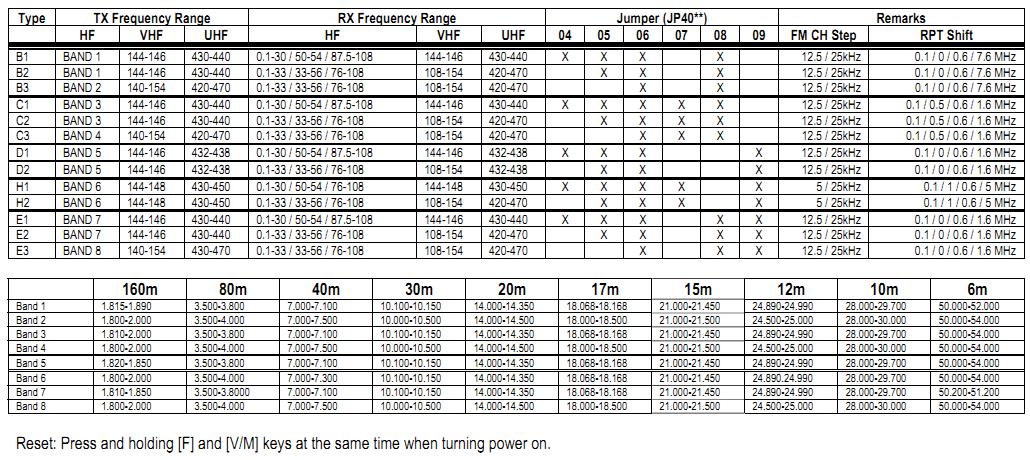 Type TX Frequency Range RX Frequency Range Jumper (JP40**) Remarks
HF VHF UHF HF VHF UHF 04 05 06 07 08 09 FM CH Step RPT Shift
B1 BAND 1 144-146 430-440 0.1-30 / 50-54 / 87.5-108 144-146 430-440 X X X X 12.5 / 25kHz 0.1 / 0 / 0.6 / 7.6 MHz
B2 BAND 1 144-146 430-440 0.1-33 / 33-56 / 76-108 108-154 420-470 X X X 12.5 / 25kHz 0.1 / 0 / 0.6 / 7.6 MHz
B3 BAND 2 140-154 420-470 0.1-33 / 33-56 / 76-108 108-154 420-470 X X 12.5 / 25kHz 0.1 / 0 / 0.6 / 7.6 MHz
C1 BAND 3 144-146 430-440 0.1-30 / 50-54 / 87.5-108 144-146 430-440 X X X X X 12.5 / 25kHz 0.1 / 0.5 / 0.6 / 1.6 MHz
C2 BAND 3 144-146 430-440 0.1-33 / 33-56 / 76-108 108-154 420-470 X X X X 12.5 / 25kHz 0.1 / 0.5 / 0.6 / 1.6 MHz
C3 BAND 4 140-154 420-470 0.1-33 / 33-56 / 76-108 108-154 420-470 X X X 12.5 / 25kHz 0.1 / 0.5 / 0.6 / 1.6 MHz
D1 BAND 5 144-146 432-438 0.1-30 / 50-54 / 87.5-108 144-146 432-438 X X X X 12.5 / 25kHz 0.1 / 0 / 0.6 / 1.6 MHz
D2 BAND 5 144-146 432-438 0.1-33 / 33-56 / 76-108 108-154 432-438 X X X 12.5 / 25kHz 0.1 / 0 / 0.6 / 1.6 MHz
H1 BAND 6 144-148 430-450 0.1-30 / 50-54 / 87.5-108 144-148 430-450 X X X X X 5 / 25kHz 0.1 / 1 / 0.6 / 5 MHz
H2 BAND 6 144-148 430-450 0.1-33 / 33-56 / 76-108 108-154 420-470 X X X X 5 / 25kHz 0.1 / 1 / 0.6 / 5 MHz
E1 BAND 7 144-146 430-440 0.1-30 / 50-54 / 87.5-108 144-146 430-440 X X X X X 12.5 / 25kHz 0.1 / 0 / 0.6 / 1.6 MHz
E2 BAND 7 144-146 430-440 0.1-33 / 33-56 / 76-108 108-154 420-470 X X X X 12.5 / 25kHz 0.1 / 0 / 0.6 / 1.6 MHz
E3 BAND 8 140-154 430-470 0.1-33 / 33-56 / 76-108 108-154 420-470 X X X 12.5 / 25kHz 0.1 / 0 / 0.6 / 1.6 MHz
160m 80m 40m 30m 20m 17m 15m 12m 10m 6m
Band 1 1.815-1.890 3.500-3.800 7.000-7.100 10.100-10.150 14.000-14.350 18.068-18.168 21.000-21.450 24.890-24.990 28.000-29.700 50.000-52.000
Band 2 1.800-2.000 3.500-4.000 7.000-7.500 10.000-10.500 14.000-14.500 18.000-18.500 21.000-21.500 24.500-25.000 28.000-30.000 50.000-54.000
Band 3 1.810-2.000 3.500-3.800 7.000-7.100 10.100-10.150 14.000-14.350 18.068-18.168 21.000-21.450 24.890-24.990 28.000-29.700 50.000-54.000
Band 4 1.800-2.000 3.500-4.000 7.000-7.500 10.000-10.500 14.000-14.500 18.000-18.500 21.000-21.500 24.500-25.000 28.000-30.000 50.000-54.000
Band 5 1.820-1.850 3.500-3.800 7.000-7.100 10.100-10.150 14.000-14.350 18.068-18.168 21.000-21.450 24.890-24.990 28.000-29.700 50.000-54.000
Band 6 1.800-2.000 3.500-4.000 7.000-7.300 10.100-10.150 14.000-14.350 18.068-18.168 21.000-21.450 24.890.24.990 28.000-29.700 50.000-54.000
Band 7 1.810-1.850 3.500-3.8000 7.000-7.100 10.100-10.150 14.000-14.350 18.068-18.168 21.000-21.450 24.890-24.990 28.000-29.700 50.200-51.200
Band 8 1.800-2.000 3.500-4.000 7.000-7.500 10.000-10.500 14.000-14.500 18.000-18.500 21.000-21.500 24.500-25.000 28.000-30.000 50.000-54.000
Reset: Press and holding [F] and [V/M] keys at the same time when turning power on.